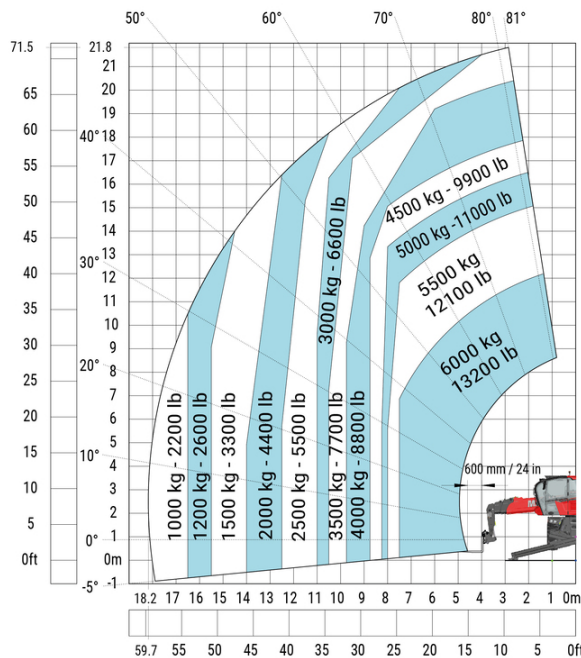 50° 60° 70° 80° 81°
71.5 21.8
21
65 20
19
60 40° 18
17
55 16
50 15
14
45 13
40 30° 12
35 11
10
30 9
25 20° 8
7
20 6
5
15 10° 4
10 3
2
5 1
0°
0ft 0m
-5° -1
1000 kg - 2200 lb
1200 kg - 2600 lb
1500 kg - 3300 lb
2000 kg - 4400 lb
2500 kg - 5500 lb
3000 kg - 6600 lb
3500 kg - 7700 lb
4000 kg - 8800 lb
4500 kg - 9900 lb
5000 kg -11000 lb
5500 kg
12100 lb
6000 kg
13200 lb
600 mm / 24 in
18.2 17 16 15 14 13 12 11 10 9 8 7 6 5 4 3 2 1 0m
59.7 55 50 45 40 35 30 25 20 15 10 5 0ft